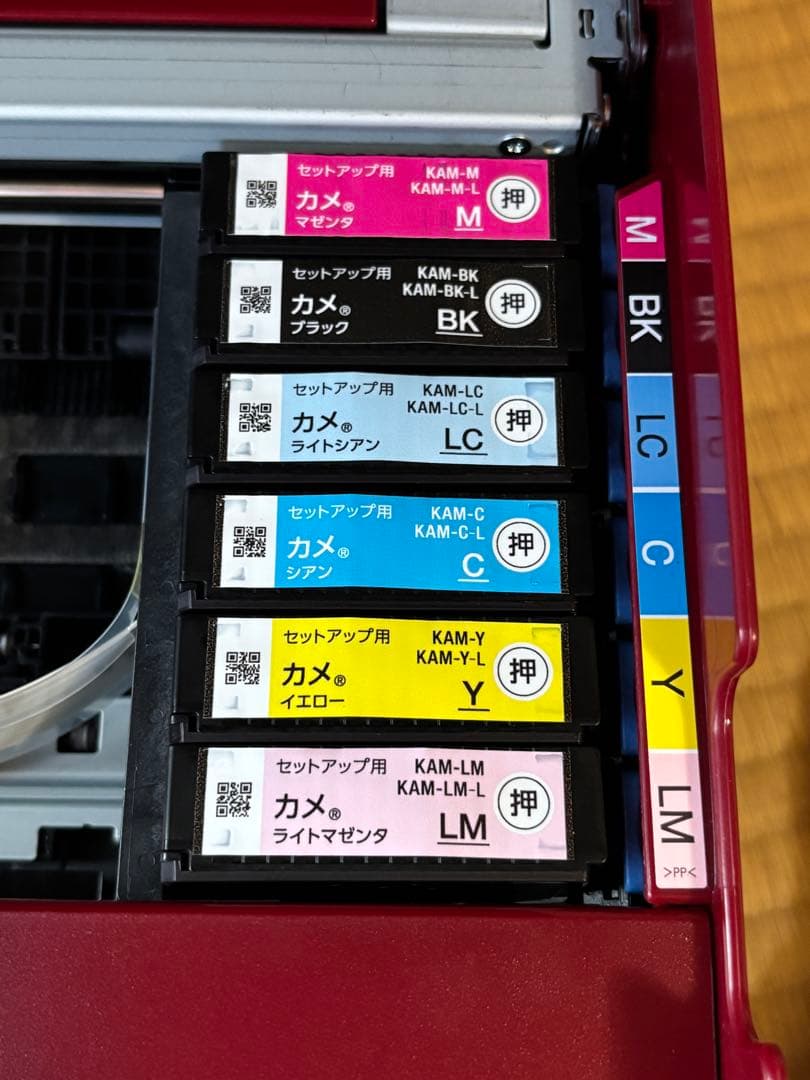 セットアップ用 KAM-M
KAM-M-L
カメ®
マゼンタ
M
押
セットアップ用 KAM-BK
KAM-BK-L
カメ®
ブラック
BK
押
セットアップ用 KAM-LC
KAM-LC-L
カメ®
ライトシアン
LC
押
セットアップ用 KAM-C
KAM-C-L
カメ®
シアン
C
押
セットアップ用 KAM-Y
KAM-Y-L
カメ®
イエロー
Y
押
セットアップ用 KAM-LM
KAM-LM-L
カメ®
ライトマゼンタ
LM
押
M
BK
LC
C
Y
LM
>PP<